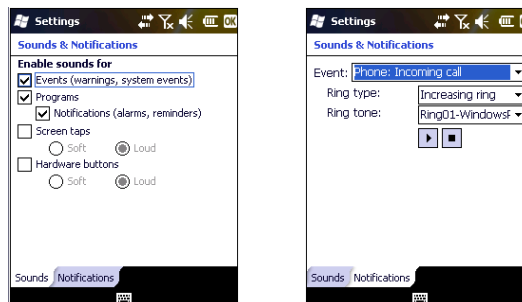 Settings
OK
Sounds & Notifications
Enable sounds for
Events (warnings, system events)
Programs
Notifications (alarms, reminders)
Screen taps
Soft Loud
Hardware buttons
Soft Loud
Sounds Notifications
Settings
Sounds & Notifications
Event: Phone: Incoming call
Ring type: Increasing ring
Ring tone: Ring01-WindowsF
Sounds Notifications